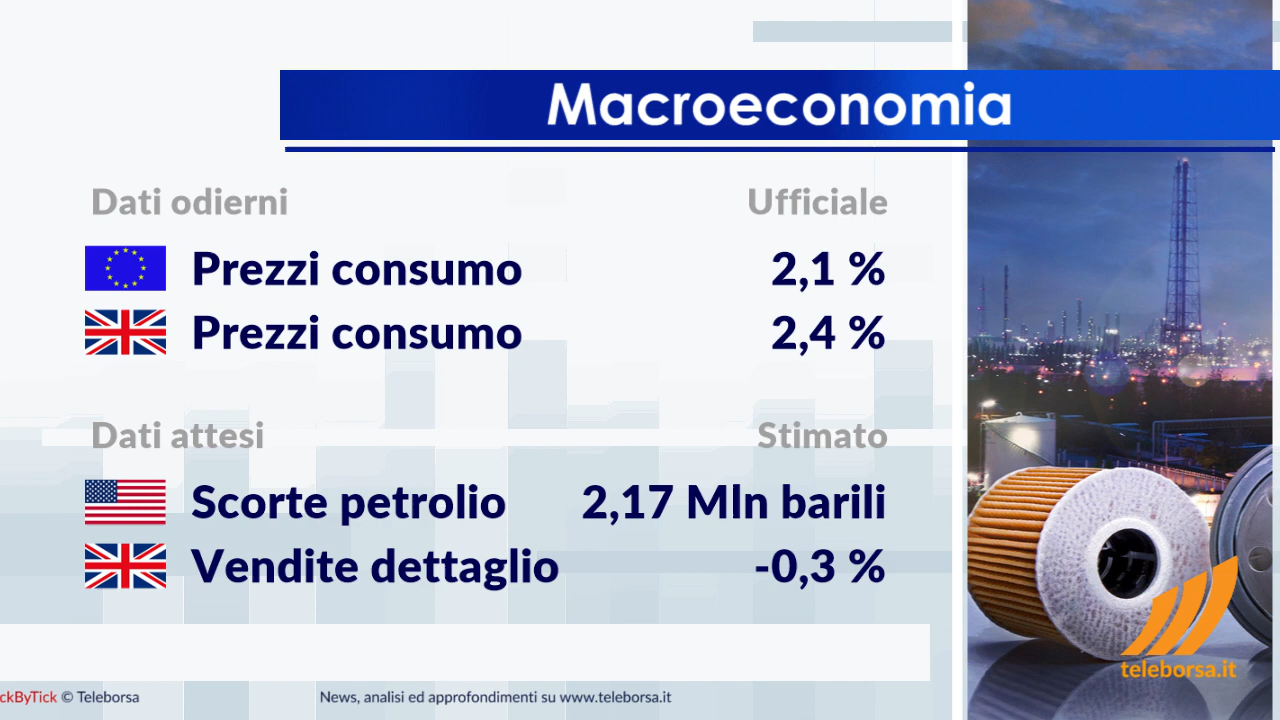 Macroeconomia
Dati odierni Ufficiale
Prezzi consumo 2,1 %
Prezzi consumo 2,4 %
Dati attesi Stimato
Scorte petrolio 2,17 Mln barili
Vendite dettaglio -0,3 %
teleborsa.it
ckByTick © Teleborsa News, analisi ed approfondimenti su www.teleborsa.it